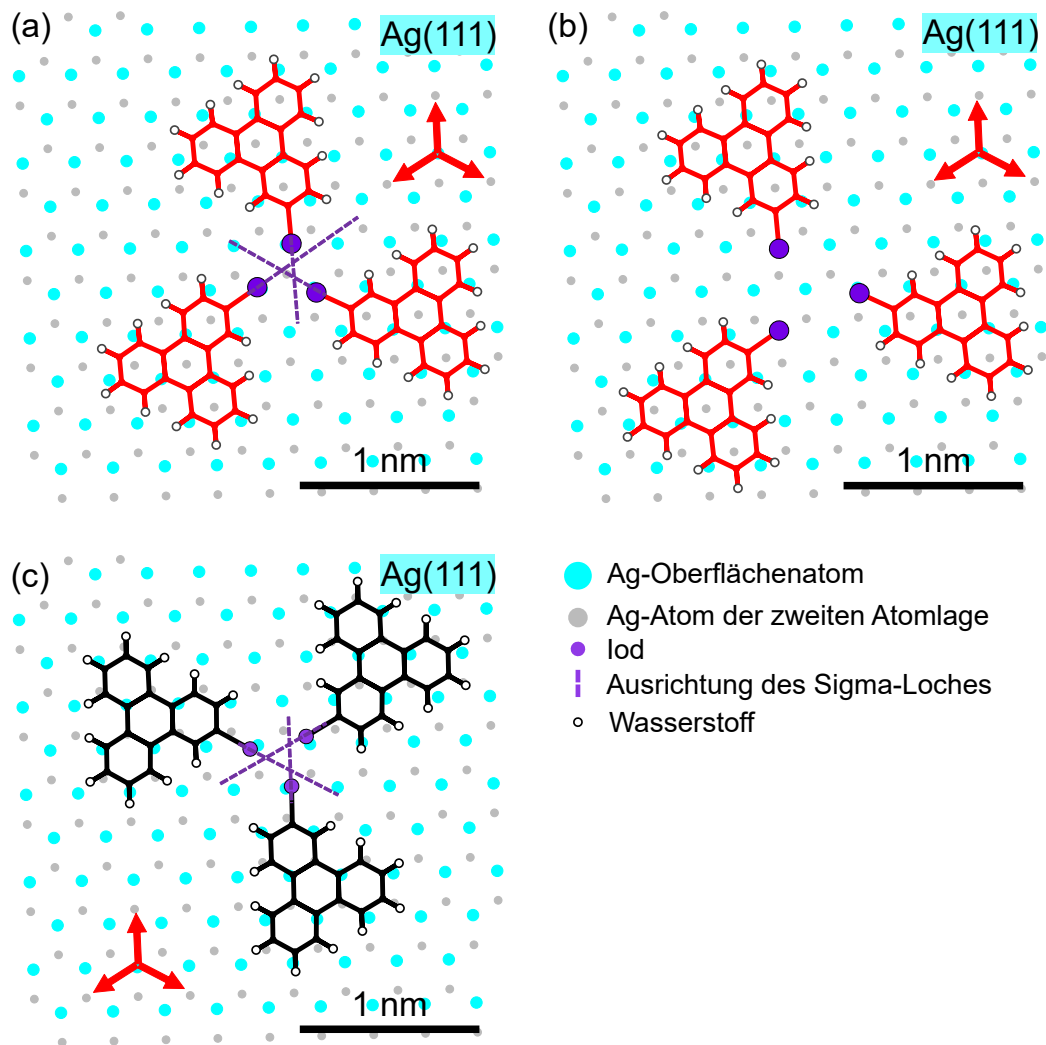 (a) Ag(111)
(b) Ag(111)
1 nm
1 nm
(c) Ag(111)
Ag-Oberflächenatom
Ag-Atom der zweiten Atomlage
Iod
Ausrichtung des Sigma-Loches
Wasserstoff
1 nm